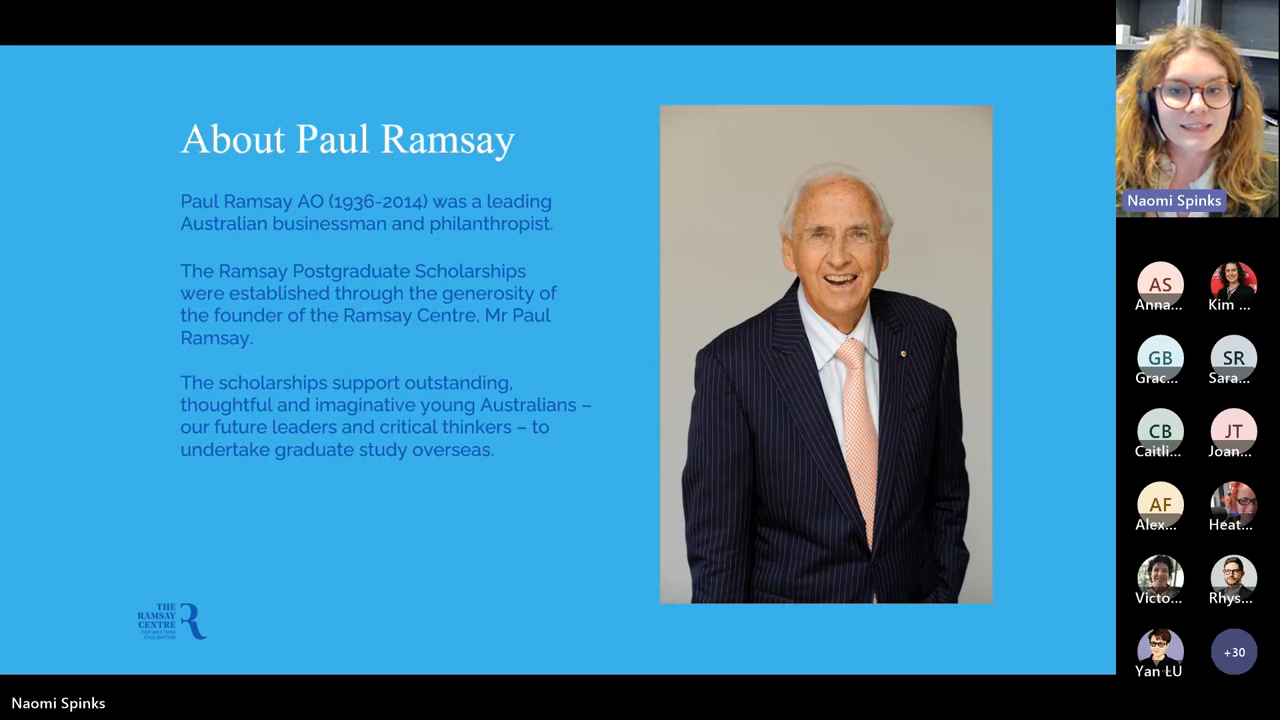 About Paul Ramsay
Paul Ramsay AO (1936-2014) was a leading
Australian businessman and philanthropist.
The Ramsay Postgraduate Scholarships
were established through the generosity of
the founder of the Ramsay Centre, Mr Paul
Ramsay.
The scholarships support outstanding,
thoughtful and imaginative young Australians –
our future leaders and critical thinkers – to
undertake graduate study overseas.
THE
RAMSAY
CENTRE
FOR WESTERN
CIVILISATION
R
Naomi Spinks
AS
Anna...
Kim ...
GB
Grac...
SR
Sara...
CB
Caitli...
JT
Joan...
AF
Alex...
Heat...
Victo...
Rhys...
Yan LU
+30
Naomi Spinks